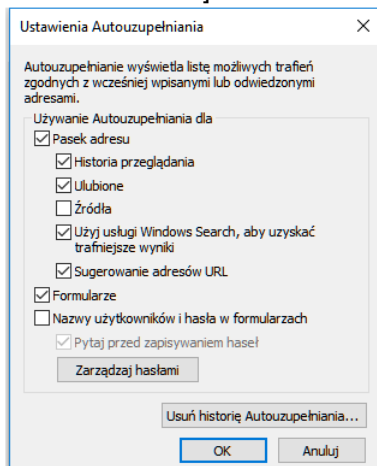 Ustawienia Autouzupełniania
Autouzupełnianie wyświetla listę możliwych trafień
zgodnych z wcześniej wpisanymi lub odwiedzonymi
adresami.
Używanie Autouzupełniania dla
Pasek adresu
Historia przeglądania
Ulubione
Źródła
Użyj usługi Windows Search, aby uzyskać
trafniejsze wyniki
Sugerowanie adresów URL
Formularze
Nazwy użytkowników i hasła w formularzach
Pytaj przed zapisywaniem haseł
Zarządzaj hasłami
Usuń historię Autouzupełniania...
OK Anuluj